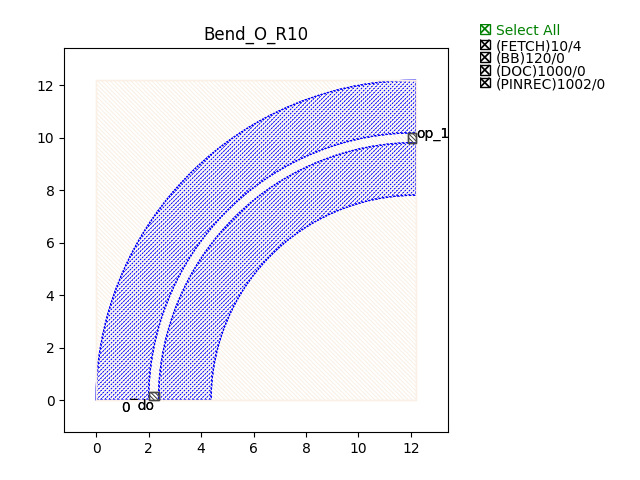 Bend_O_R10
Select All
(FETCH)10/4
(BB)120/0
(DOC)1000/0
(PINREC)1002/0
12
10
8
6
4
2
0
op_1
0 do
0 2 4 6 8 10 12